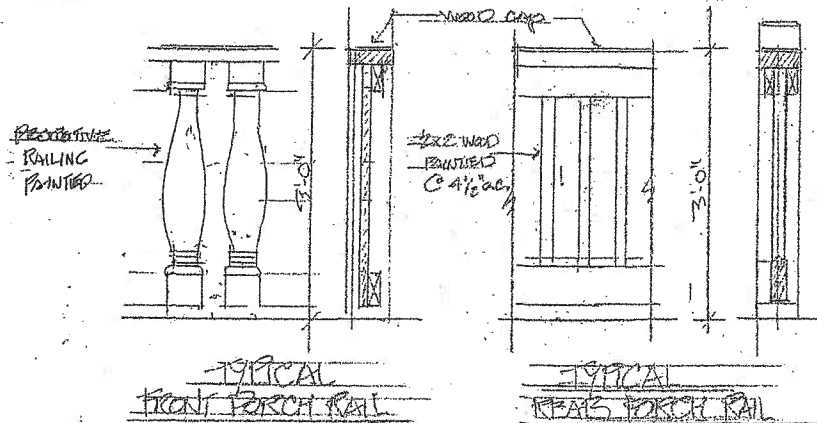 WOOD CAP
DECORATIVE
RAILING
PAINTED
3'-0"
2x2 WOOD
PAINTED
@ 4½" o.c.
3'-0"
TYPICAL
FRONT PORCH RAIL
TYPICAL
REAR PORCH RAIL